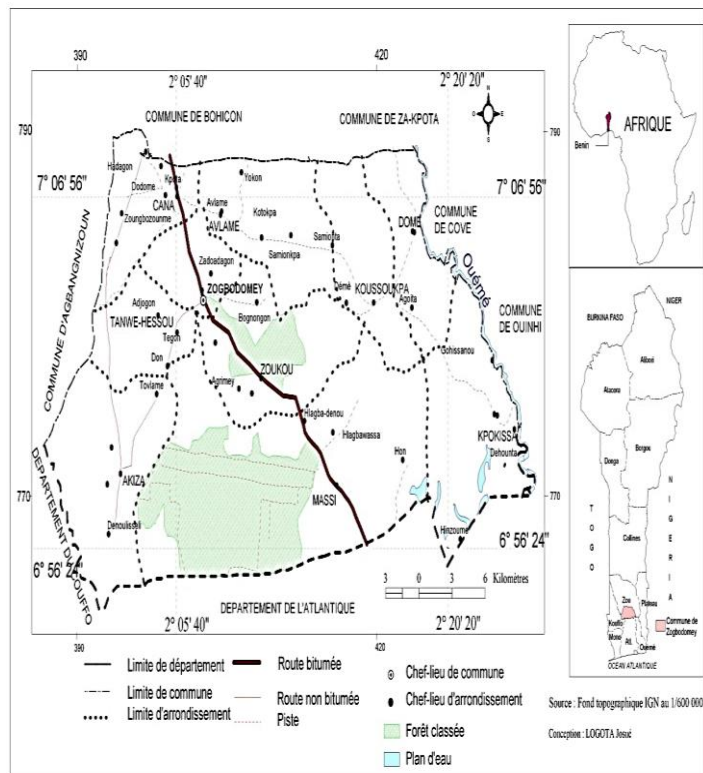 390
420
2° 05' 40"
2° 20' 20"
COMMUNE DE BOHICON
COMMUNE DE ZA-KPOTA
N
790
790
7° 06' 56"
7° 06' 56"
Hadagon
Kpota
Dodome
Yokon
CANA
Zoungbozounme
Avlame
AVLAME
Kotokpa
DOME
COMMUNE
DE COVE
Samionta
Samionkpa
Ouémé
COMMUNE D'AGBANGNIZOUN
Zadoadagon
ZOGBODOMEY
Démè
KOUSSOUKPA
Agoita
COMMUNE
DE OUINHI
Adjogon
TANWE-HESSOU
Bognongon
Tegon
Gohissanou
Don
ZOUKOU
Tovlame
Agrimey
Hlagba-denou
KPOKISSA
Hlagbawassa
Dehounta
Hon
AKIZA
770
770
MASSI
Denoulisseli
Hinzoume
6° 56' 24"
6° 56' 24"
DEPARTEMENT DU COUFFO
3 0 3 6 Kilomètres
DEPARTEMENT DE L'ATLANTIQUE
2° 05' 40"
2° 20' 20"
390
420
AFRIQUE
Benin
NIGER
BURKINA FASO
Alibori
Atacora
Borgou
Donga
TOGO
NIGERIA
Collines
Zou
Plateau
Kouffo
Mono
Atl.
Ouémé
OCEAN ATLANTIQUE
Commune de
Zogbodomey
Limite de département
Route bitumée
Chef-lieu de commune
Limite de commune
Route non bitumée
Chef-lieu d'arrondissement
Limite d'arrondissement
Piste
Forêt classée
Plan d'eau
Source : Fond topographique IGN au 1/600 000
Conception : LOGOTA Josué